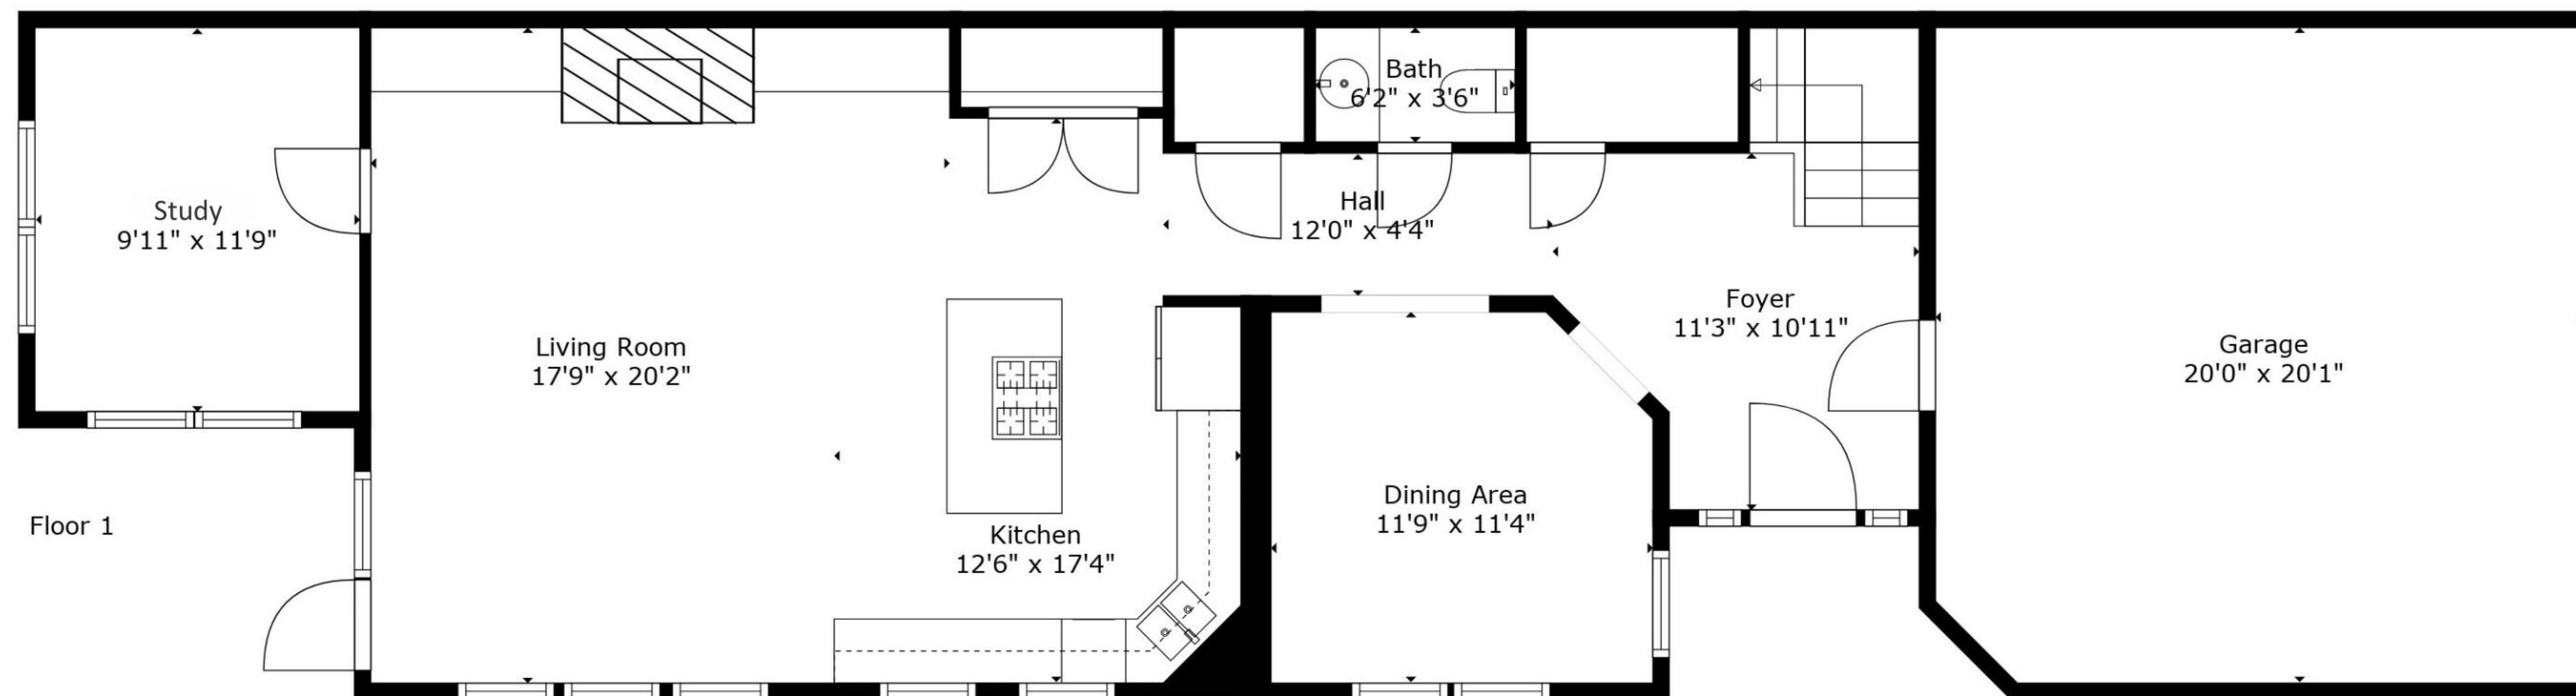 Bath
6'2" x 3'6"
Study
9'11" x 11'9"
Hall
12'0" x 4'4"
Foyer
11'3" x 10'11"
Living Room
17'9" x 20'2"
Garage
20'0" x 20'1"
Dining Area
11'9" x 11'4"
Floor 1
Kitchen
12'6" x 17'4"